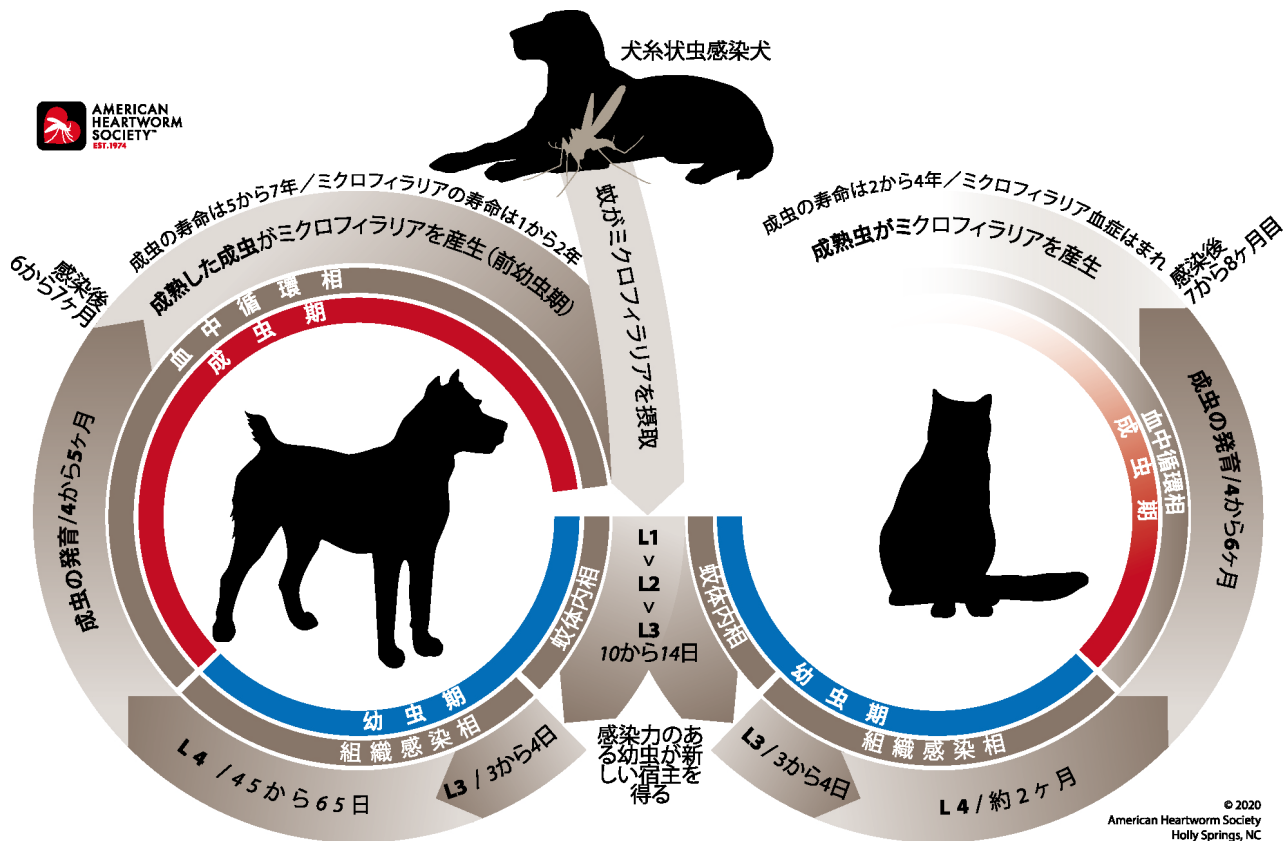 犬糸状虫感染犬
AMERICAN
HEARTWORM
SOCIETY™
EST.1974
蚊がミクロフィラリアを摂取
成虫の寿命は5から7年／ミクロフィラリアの寿命は1から2年
成熟した成虫がミクロフィラリアを産生（前幼虫期）
血中循環相
成虫期
感染後
6から7ヶ月
成虫の発育/4から5ヶ月
幼虫期
組織感染相
蚊体内相
L4 / 45から65日
L3 / 3から4日
L1
v
L2
v
L3
10から14日
感染力のあ
る幼虫が新
しい宿主を
得る
成虫の寿命は2から4年／ミクロフィラリア血症はまれ
成熟虫がミクロフィラリアを産生
感染後
7から8ヶ月目
血中循環相
成虫期
成虫の発育/4から6ヶ月
蚊体内相
幼虫期
組織感染相
L3 / 3から4日
L4 / 約2ヶ月
© 2020
American Heartworm Society
Holly Springs, NC